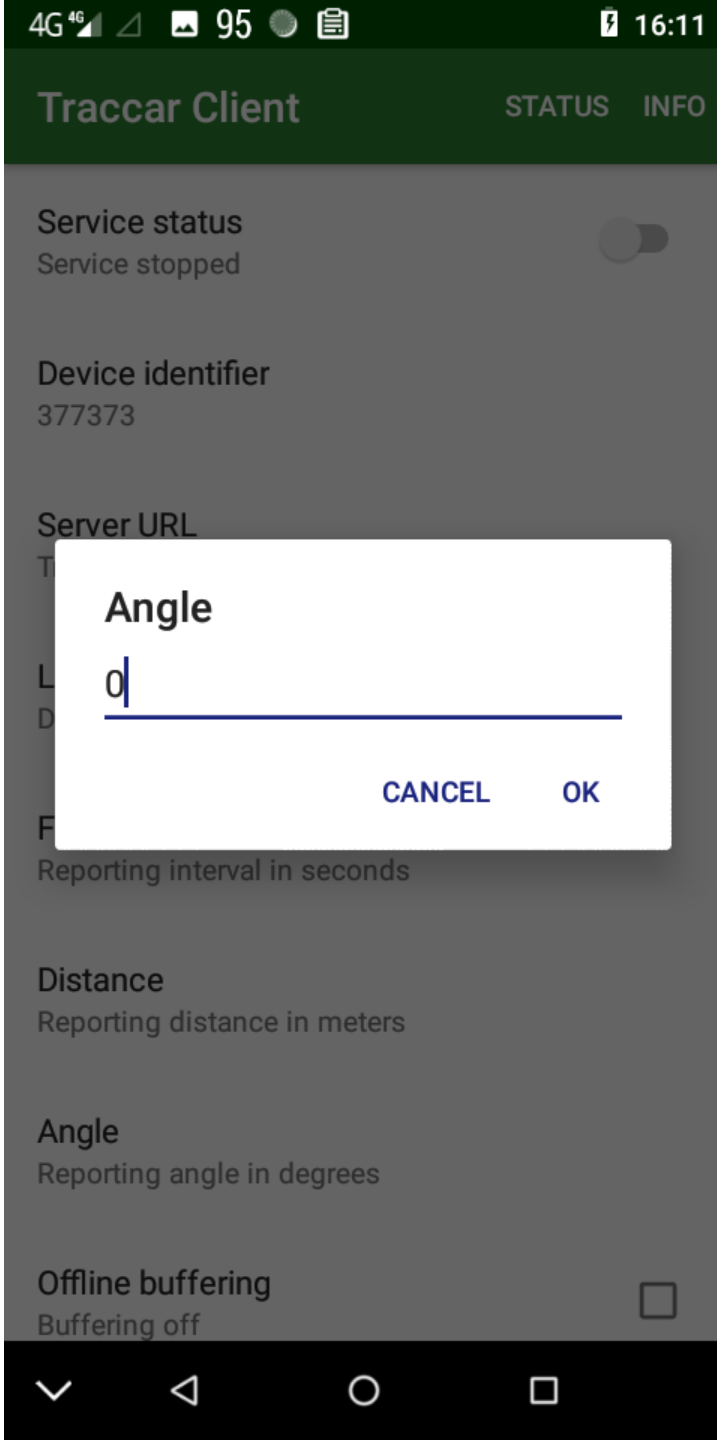 4G 4G 95 16:11
Traccar Client STATUS INFO
Service status
Service stopped
Device identifier
377373
Server URL
Angle
0
CANCEL OK
Reporting interval in seconds
Distance
Reporting distance in meters
Angle
Reporting angle in degrees
Offline buffering
Buffering off